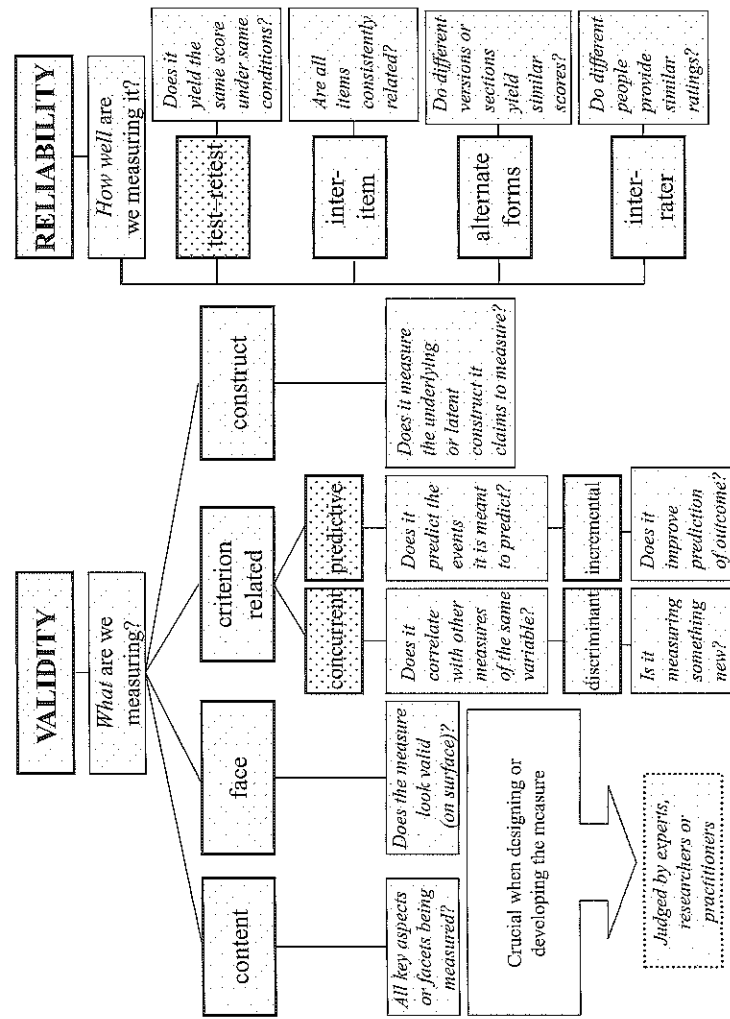 VALIDITY
What are we
measuring?
content
All key aspects
or facets being
measured?
face
Does the measure
look valid
(on surface)?
Crucial when designing or
developing the measure
Judged by experts,
researchers or
practitioners
criterion
related
concurrent
Does it
correlate
with other
measures
of the same
variable?
discriminant
Is it
measuring
something
new?
predictive
Does it
predict the
events
it is meant
to predict?
incremental
Does it
improve
prediction
of outcome?
construct
Does it measure
the underlying
or latent
construct it
claims to measure?
RELIABILITY
How well are
we measuring it?
test–retest
Does it
yield the
same score
under same
conditions?
inter-
item
Are all
items
consistently
related?
alternate
forms
Do different
versions or
sections
yield
similar
scores?
inter-
rater
Do different
people
provide
similar
ratings?